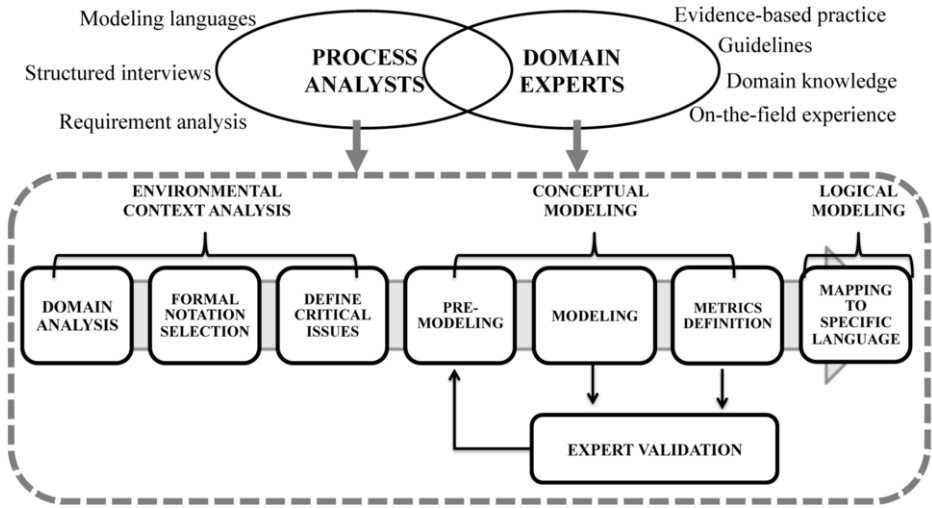 Modeling languages
Structured interviews
Requirement analysis
PROCESS
ANALYSTS
DOMAIN
EXPERTS
Evidence-based practice
Guidelines
Domain knowledge
On-the-field experience
ENVIRONMENTAL
CONTEXT ANALYSIS
CONCEPTUAL
MODELING
LOGICAL
MODELING
DOMAIN
ANALYSIS
FORMAL
NOTATION
SELECTION
DEFINE
CRITICAL
ISSUES
PRE-
MODELING
MODELING
METRICS
DEFINITION
MAPPING
TO
SPECIFIC
LANGUAGE
EXPERT VALIDATION